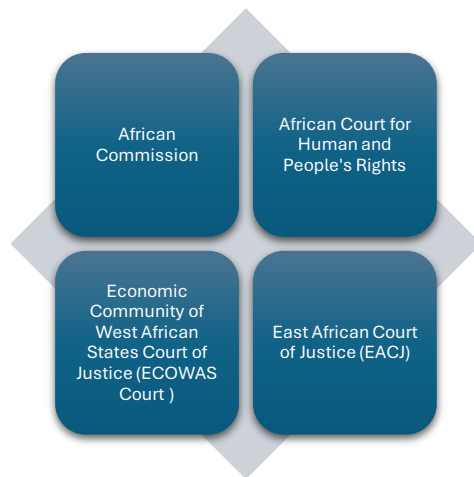 African
Commission
African Court for
Human and
People's Rights
Economic
Community of
West African
States Court of
Justice (ECOWAS
Court )
East African Court
of Justice (EACJ)